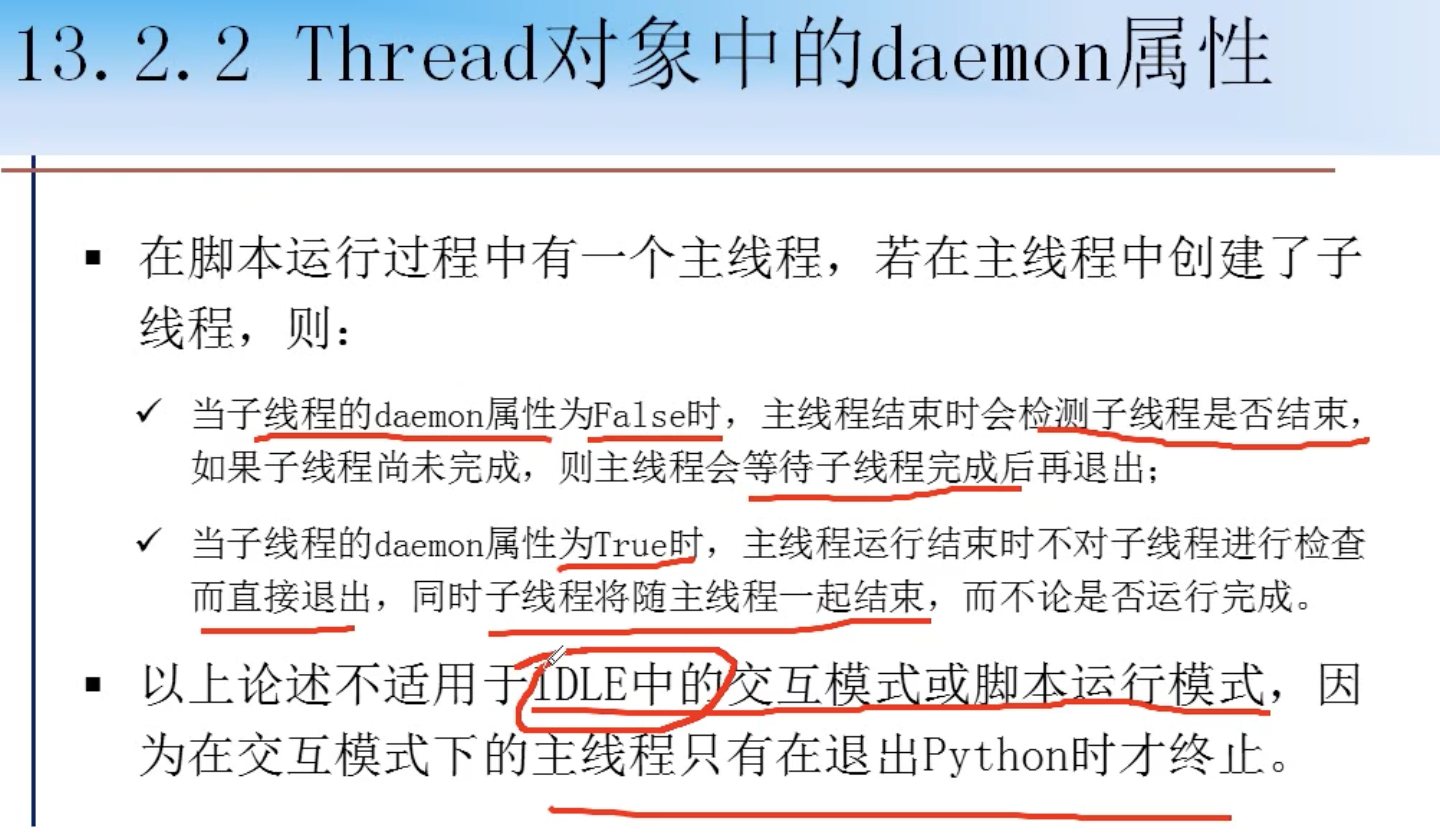 13.2.2 Thread对象中的daemon属性
▪ 在脚本运行过程中有一个主线程，若在主线程中创建了子
线程，则：
✓ 当子线程的daemon属性为False时，主线程结束时会检测子线程是否结束，
如果子线程尚未完成，则主线程会等待子线程完成后再退出；
✓ 当子线程的daemon属性为True时，主线程运行结束时不对子线程进行检查
而直接退出，同时子线程将随主线程一起结束，而不论是否运行完成。
▪ 以上论述不适用于IDLE中的交互模式或脚本运行模式，因
为在交互模式下的主线程只有在退出Python时才终止。